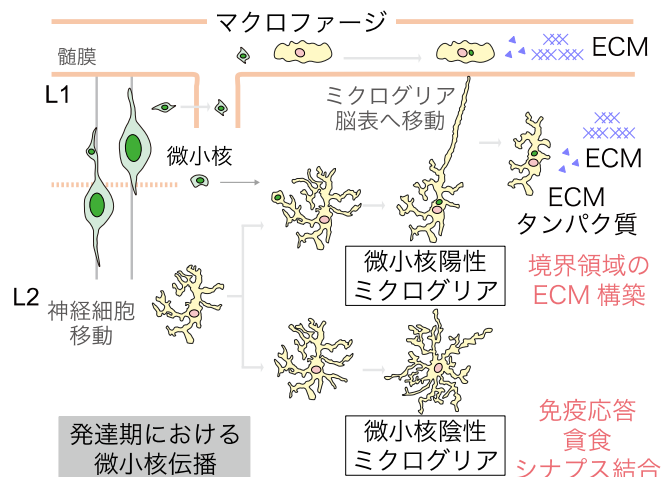 マクロファージ
髄膜
ECM
L1
ミクログリア
脳表へ移動
微小核
ECM
ECM
タンパク質
微小核陽性
ミクログリア
境界領域の
ECM 構築
L2
神経細胞
移動
発達期における
微小核伝播
微小核陰性
ミクログリア
免疫応答
貪食
シナプス結合